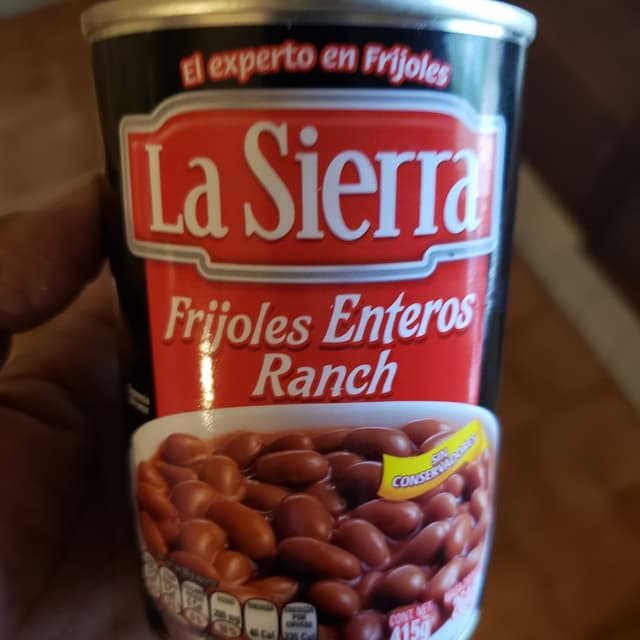 El experto en Frijoles
La Sierra
Frijoles Enteros
Ranch
SIN
CONSERVADORES
CONT. NET.
415g